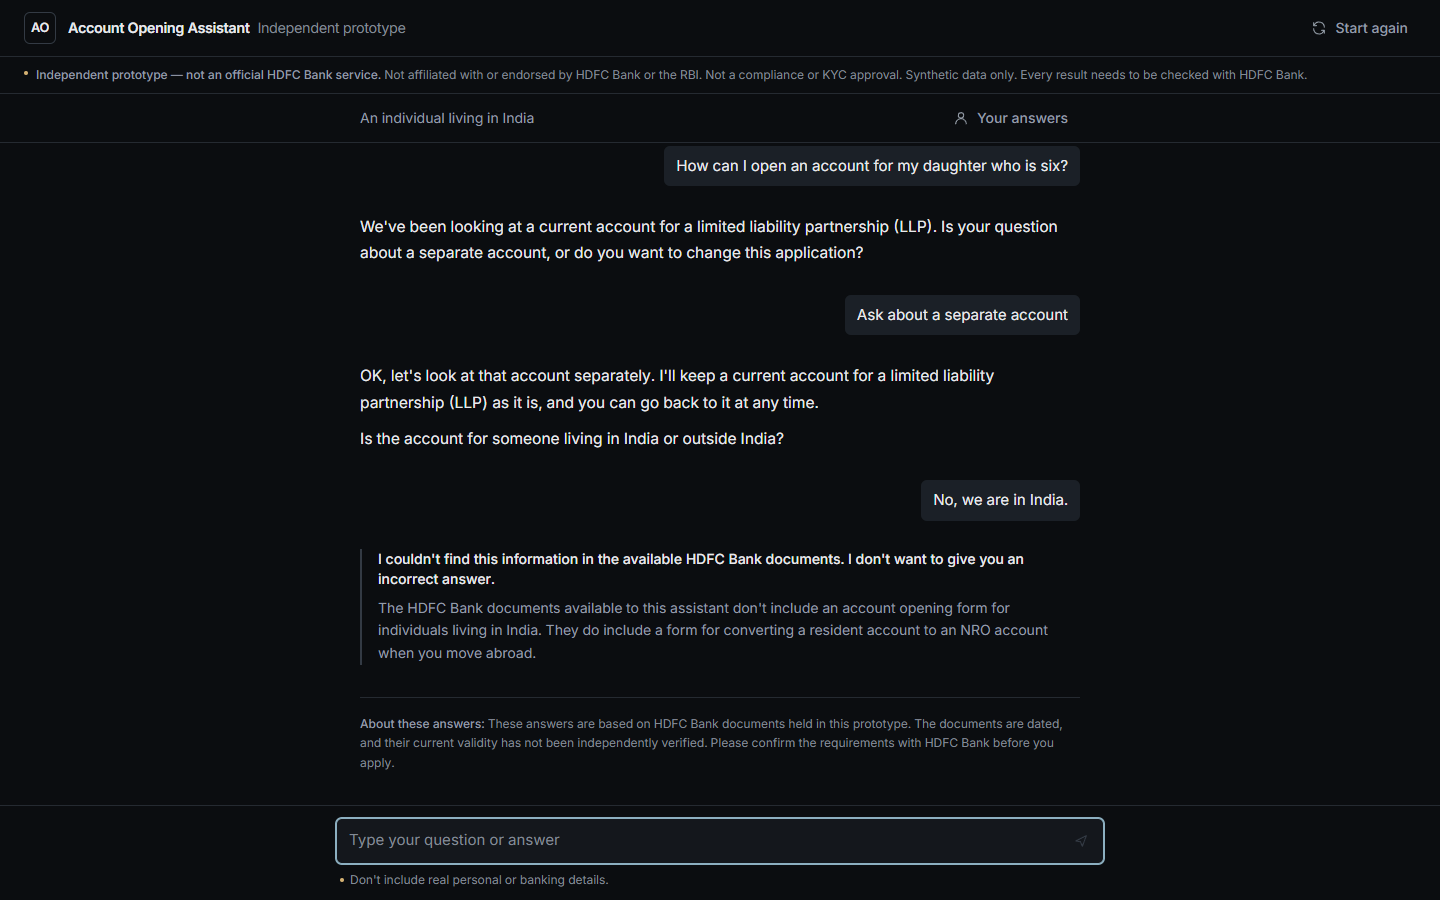 AO Account Opening Assistant Independent prototype Start again
• Independent prototype — not an official HDFC Bank service. Not affiliated with or endorsed by HDFC Bank or the RBI. Not a compliance or KYC approval. Synthetic data only. Every result needs to be checked with HDFC Bank.
An individual living in India Your answers
How can I open an account for my daughter who is six?
We've been looking at a current account for a limited liability partnership (LLP). Is your question
about a separate account, or do you want to change this application?
Ask about a separate account
OK, let's look at that account separately. I'll keep a current account for a limited liability
partnership (LLP) as it is, and you can go back to it at any time.
Is the account for someone living in India or outside India?
No, we are in India.
I couldn't find this information in the available HDFC Bank documents. I don't want to give you an
incorrect answer.
The HDFC Bank documents available to this assistant don't include an account opening form for
individuals living in India. They do include a form for converting a resident account to an NRO account
when you move abroad.
About these answers: These answers are based on HDFC Bank documents held in this prototype. The documents are dated,
and their current validity has not been independently verified. Please confirm the requirements with HDFC Bank before you
apply.
Type your question or answer
• Don't include real personal or banking details.